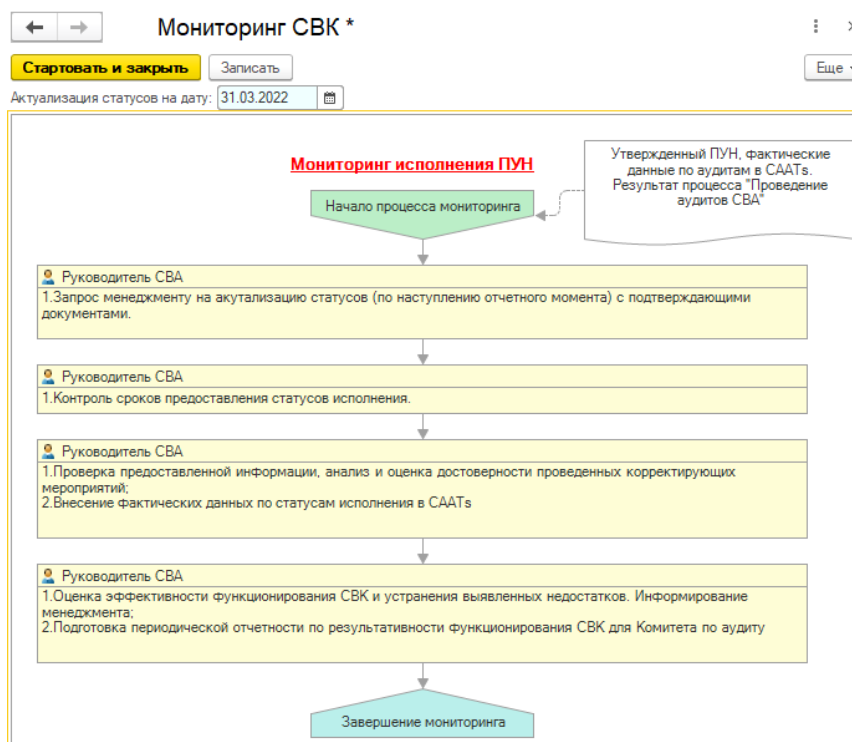 Мониторинг СВК *
Стартовать и закрыть
Записать
Еще
Актуализация статусов на дату: 31.03.2022
Мониторинг исполнения ПУН
Утвержденный ПУН, фактические
данные по аудитам в СААТs.
Результат процесса "Проведение
аудитов СВА"
Начало процесса мониторинга
Руководитель СВА
1.Запрос менеджменту на акутализацию статусов (по наступлению отчетного момента) с подтверждающими
документами.
Руководитель СВА
1.Контроль сроков предоставления статусов исполнения.
Руководитель СВА
1.Проверка предоставленной информации, анализ и оценка достоверности проведенных корректирующих
мероприятий;
2.Внесение фактических данных по статусам исполнения в СААТs
Руководитель СВА
1.Оценка эффективности функционирования СВК и устранения выявленных недостатков. Информирование
менеджмента;
2.Подготовка периодической отчетности по результативности функционирования СВК для Комитета по аудиту
Завершение мониторинга